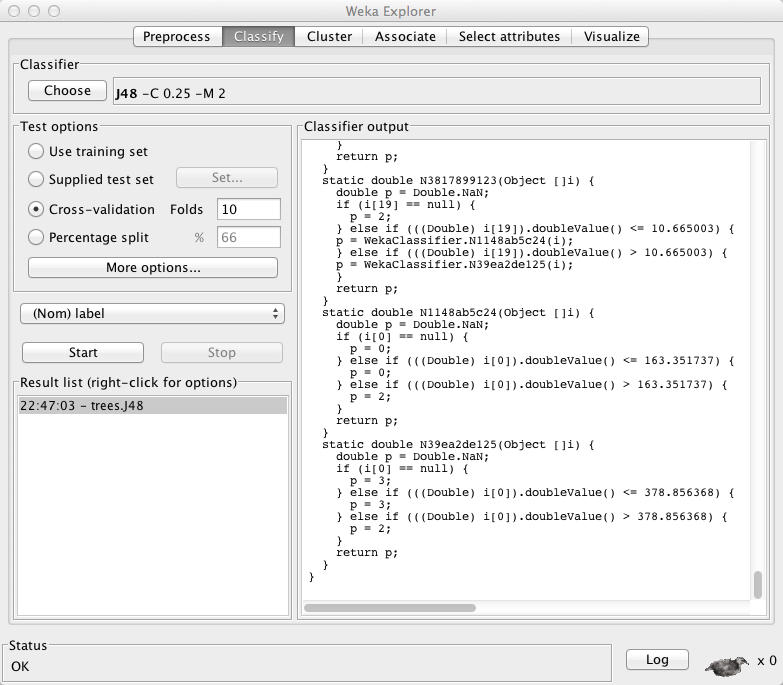 Weka Explorer
Preprocess Classify Cluster Associate Select attributes Visualize
Classifier
Choose
J48 -C 0.25 -M 2
Test options
Use training set
Supplied test set Set...
Cross-validation Folds 10
Percentage split % 66
More options...
(Nom) label
Start Stop
Result list (right-click for options)
22:47:03 - trees.J48
Classifier output
}
return p;
}
static double N3817899123(Object []i) {
double p = Double.NaN;
if (i[19] == null) {
p = 2;
} else if (((Double) i[19]).doubleValue() <= 10.665003) {
p = WekaClassifier.N1148ab5c24(i);
} else if (((Double) i[19]).doubleValue() > 10.665003) {
p = WekaClassifier.N39ea2de125(i);
}
return p;
}
static double N1148ab5c24(Object []i) {
double p = Double.NaN;
if (i[0] == null) {
p = 0;
} else if (((Double) i[0]).doubleValue() <= 163.351737) {
p = 0;
} else if (((Double) i[0]).doubleValue() > 163.351737) {
p = 2;
}
return p;
}
static double N39ea2de125(Object []i) {
double p = Double.NaN;
if (i[0] == null) {
p = 3;
} else if (((Double) i[0]).doubleValue() <= 378.856368) {
p = 3;
} else if (((Double) i[0]).doubleValue() > 378.856368) {
p = 2;
}
return p;
}
}
Status
OK
Log
x 0